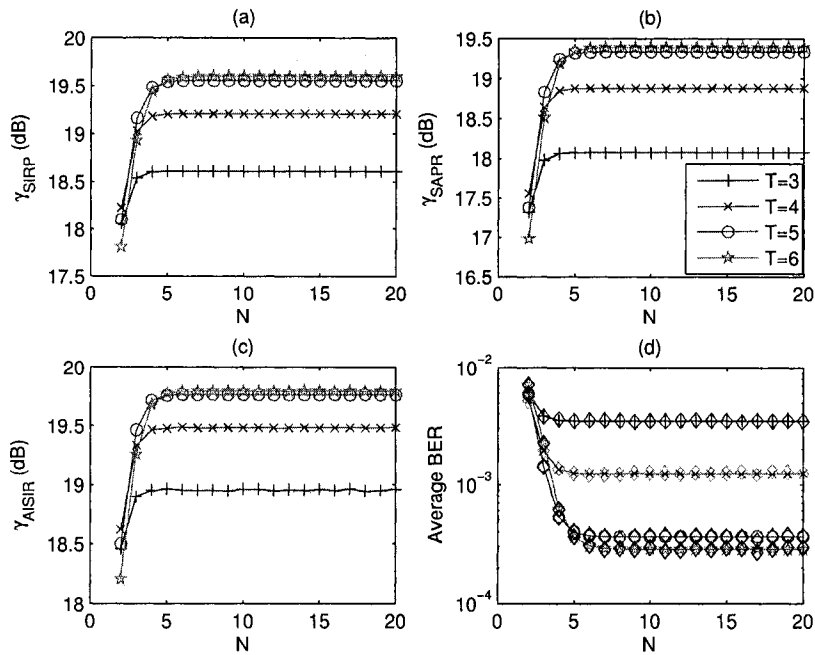 (a)
20
19.5
19
18.5
18
17.5
γSIRP (dB)
0 5 10 15 20
N
(b)
19.5
19
18.5
18
17.5
17
16.5
γSAPR (dB)
T=3
T=4
T=5
T=6
0 5 10 15 20
N
(c)
20
19.5
19
18.5
18
γAISIR (dB)
0 5 10 15 20
N
(d)
10⁻²
10⁻³
10⁻⁴
Average BER
0 5 10 15 20
N